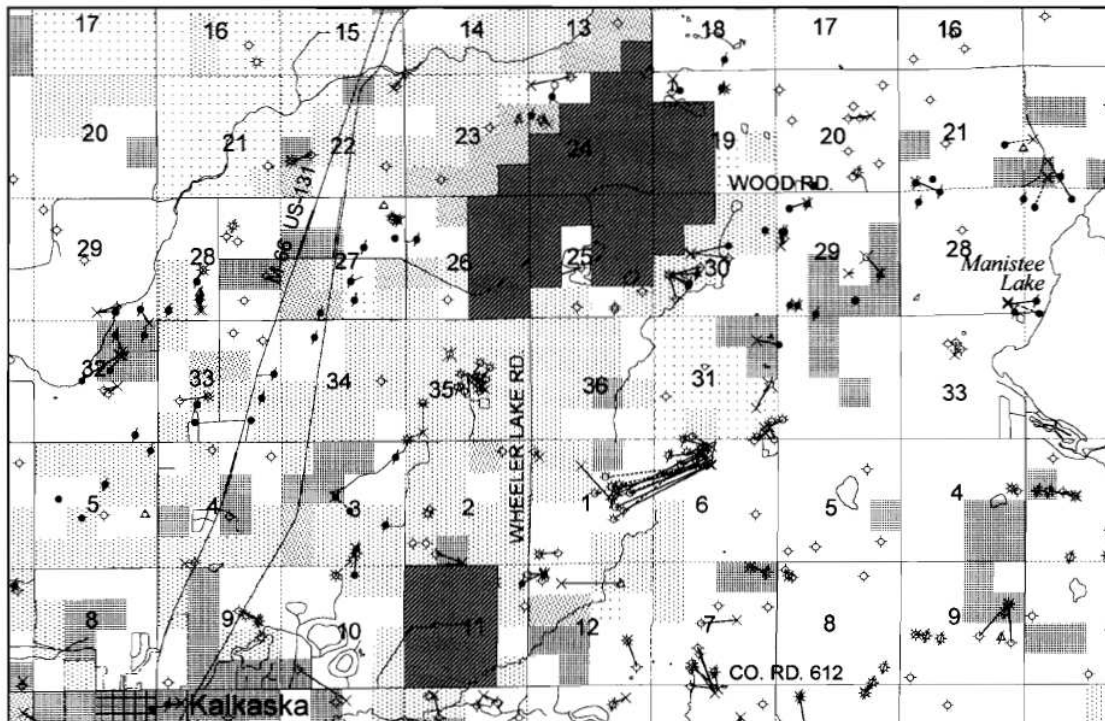 17 16 15 14 13 18 17 16
20 21 22 23 24 19 20 21
M-66 US-131
WOOD RD.
29 28 27 26 25 30 29 28
Manistee
Lake
32 33 34 35 36 31 33
WHEELER LAKE RD.
5 4 3 2 1 6 5 4
8 9 10 11 12 7 8 9
CO. RD. 612
Kalkaska